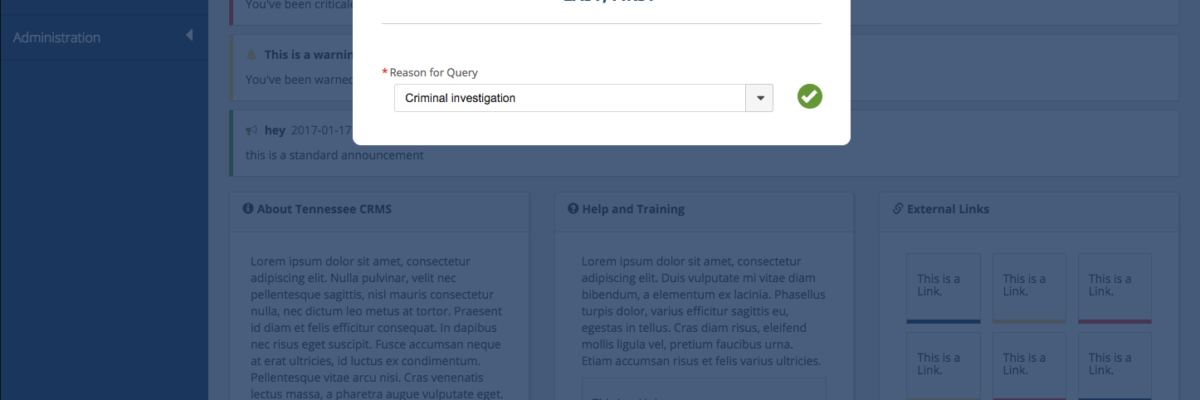 You've been criticale
LAST, FIRST
Administration
This is a warnin
You've been warned
* Reason for Query
Criminal investigation
hey 2017-01-17
this is a standard announcement
About Tennessee CRMS
Lorem ipsum dolor sit amet, consectetur
adipiscing elit. Nulla pulvinar, velit nec
pellentesque sagittis, nisl mauris consectetur
nulla, nec dictum leo metus at tortor. Praesent
id diam et felis efficitur consequat. In dapibus
nec risus eget suscipit. Fusce accumsan neque
at erat ultricies, id luctus ex condimentum.
Pellentesque vitae arcu nisi. Cras venenatis
lectus massa, a pharetra augue vulputate eget.
Help and Training
Lorem ipsum dolor sit amet, consectetur
adipiscing elit. Duis vulputate mi vitae diam
bibendum, a elementum ex lacinia. Phasellus
turpis dolor, varius efficitur sagittis eu,
egestas in tellus. Cras diam risus, eleifend
mollis ligula vel, pretium faucibus urna.
Etiam accumsan risus et felis varius ultricies.
External Links
This is a
Link.
This is a
Link.
This is a
Link.
This is a
Link.
This is a
Link.
This is a
Link.